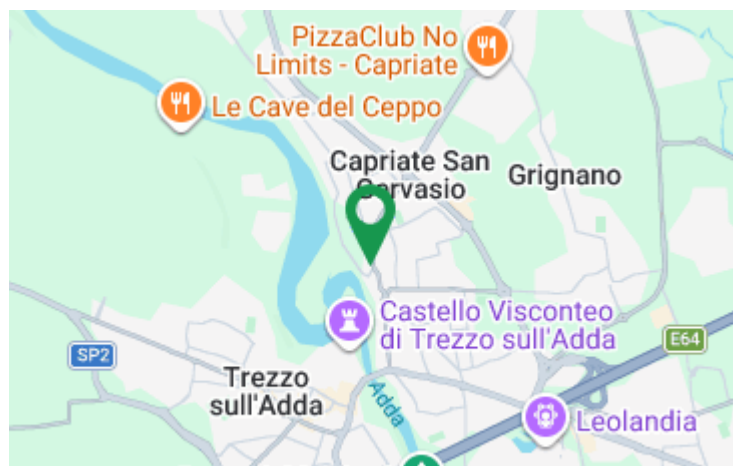 PizzaClub No
Limits - Capriate
Le Cave del Ceppo
Capriate San
Gervasio
Grignano
Castello Visconteo
di Trezzo sull'Adda
E64
SP2
Trezzo
sull'Adda
Adda
Leolandia